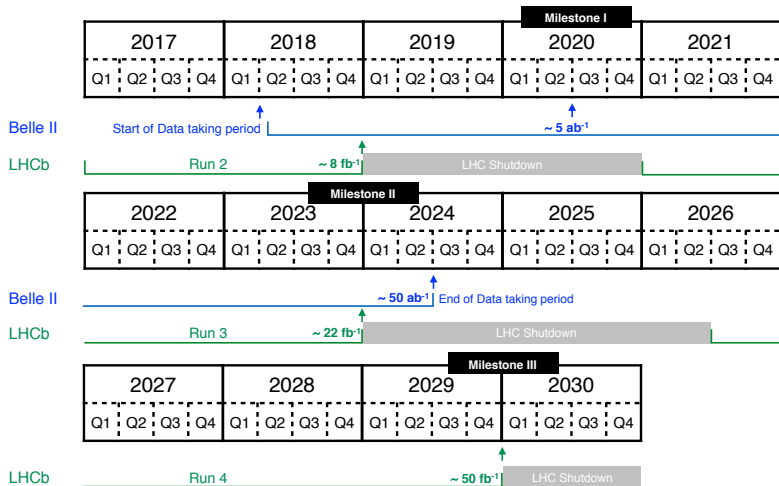 Milestone I
2017 2018 2019 2020 2021
Q1 Q2 Q3 Q4 Q1 Q2 Q3 Q4 Q1 Q2 Q3 Q4 Q1 Q2 Q3 Q4 Q1 Q2 Q3 Q4
Belle II Start of Data taking period ~ 5 ab⁻¹
LHCb Run 2 ~ 8 fb⁻¹ LHC Shutdown
Milestone II
2022 2023 2024 2025 2026
Q1 Q2 Q3 Q4 Q1 Q2 Q3 Q4 Q1 Q2 Q3 Q4 Q1 Q2 Q3 Q4 Q1 Q2 Q3 Q4
Belle II ~ 50 ab⁻¹ End of Data taking period
LHCb Run 3 ~ 22 fb⁻¹ LHC Shutdown
Milestone III
2027 2028 2029 2030
Q1 Q2 Q3 Q4 Q1 Q2 Q3 Q4 Q1 Q2 Q3 Q4 Q1 Q2 Q3 Q4
LHCb Run 4 ~ 50 fb⁻¹ LHC Shutdown